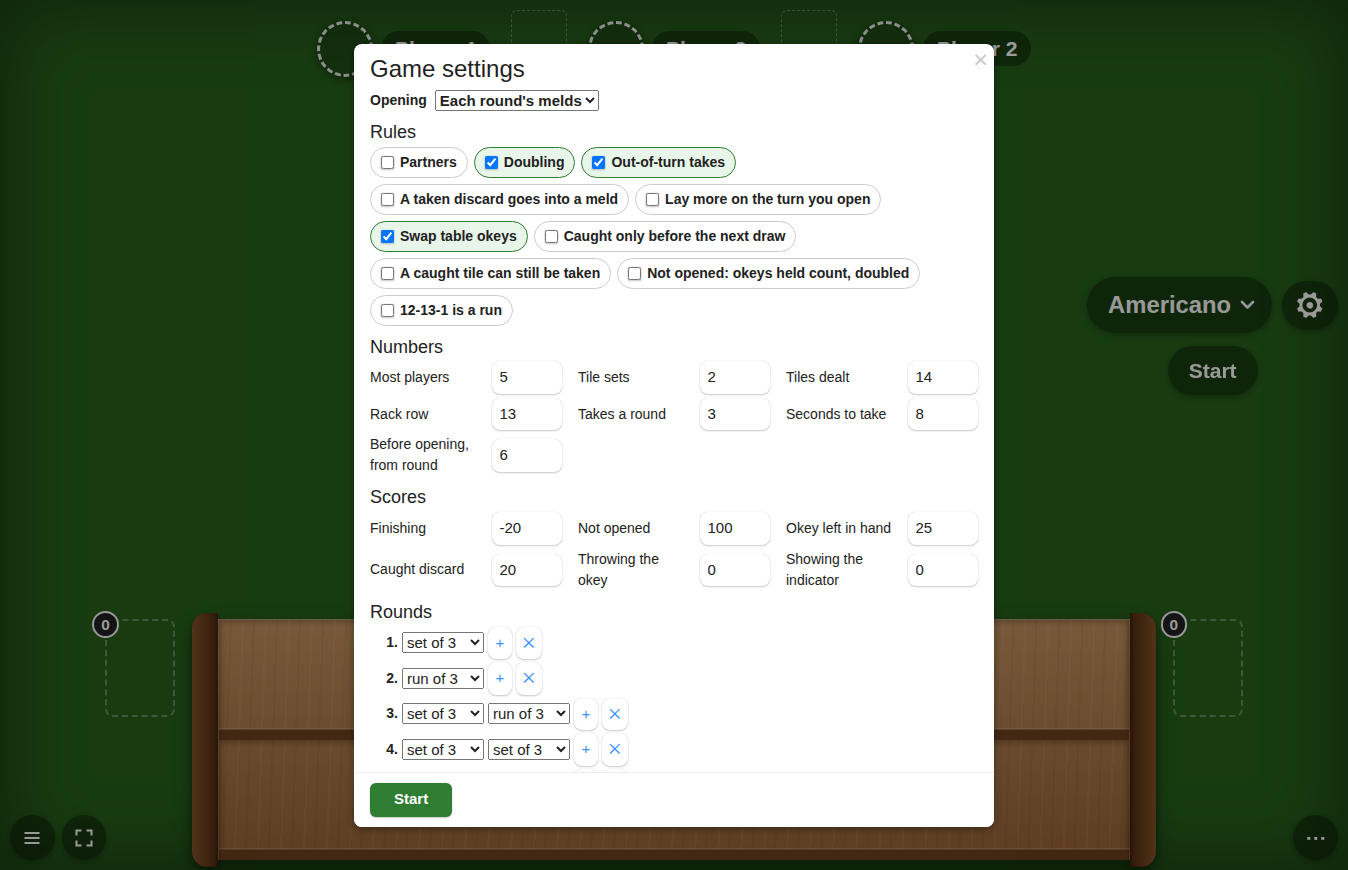 Game settings
×
Opening Each round's melds
Rules
Partners Doubling Out-of-turn takes
A taken discard goes into a meld Lay more on the turn you open
Swap table okeys Caught only before the next draw
A caught tile can still be taken Not opened: okeys held count, doubled
12-13-1 is a run
Numbers
Most players 5 Tile sets 2 Tiles dealt 14
Rack row 13 Takes a round 3 Seconds to take 8
Before opening, from round 6
Scores
Finishing -20 Not opened 100 Okey left in hand 25
Caught discard 20 Throwing the okey 0 Showing the indicator 0
Rounds
1. set of 3 +
2. run of 3 +
3. set of 3 run of 3 +
4. set of 3 set of 3 +
Start
Americano
Start
0
0